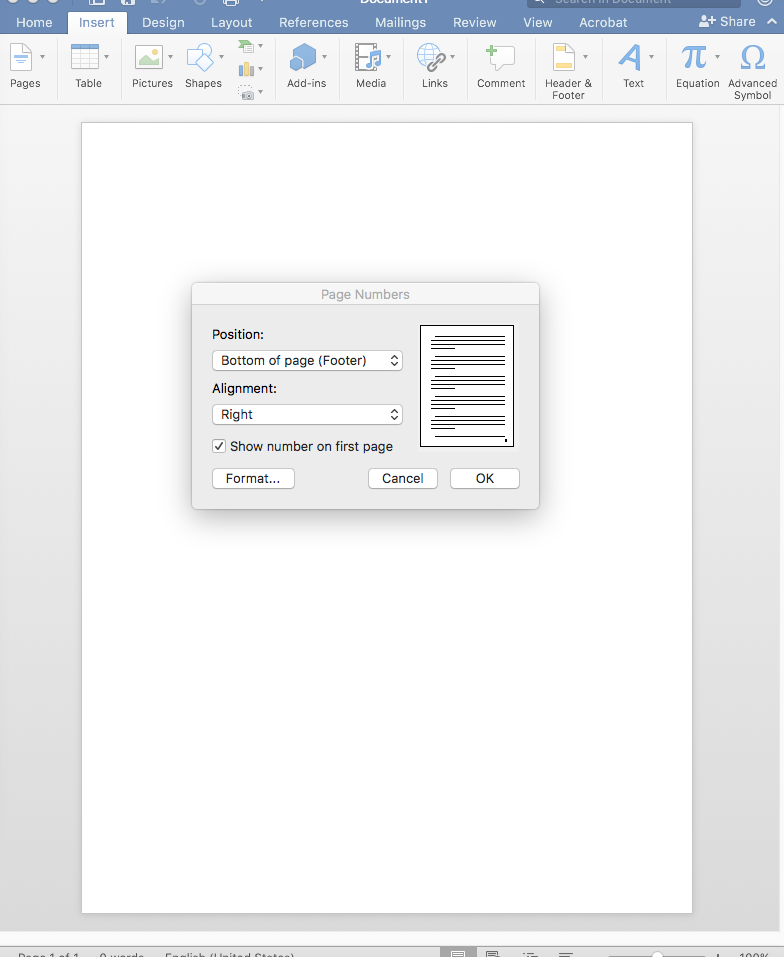 Document1
Search in Document
Home Insert Design Layout References Mailings Review View Acrobat Share
Pages Table Pictures Shapes Add-ins Media Links Comment Header & Footer Text Equation Advanced Symbol
Page Numbers
Position:
Bottom of page (Footer)
Alignment:
Right
Show number on first page
Format... Cancel OK
Page 1 of 1 0 words English (United States) 100%